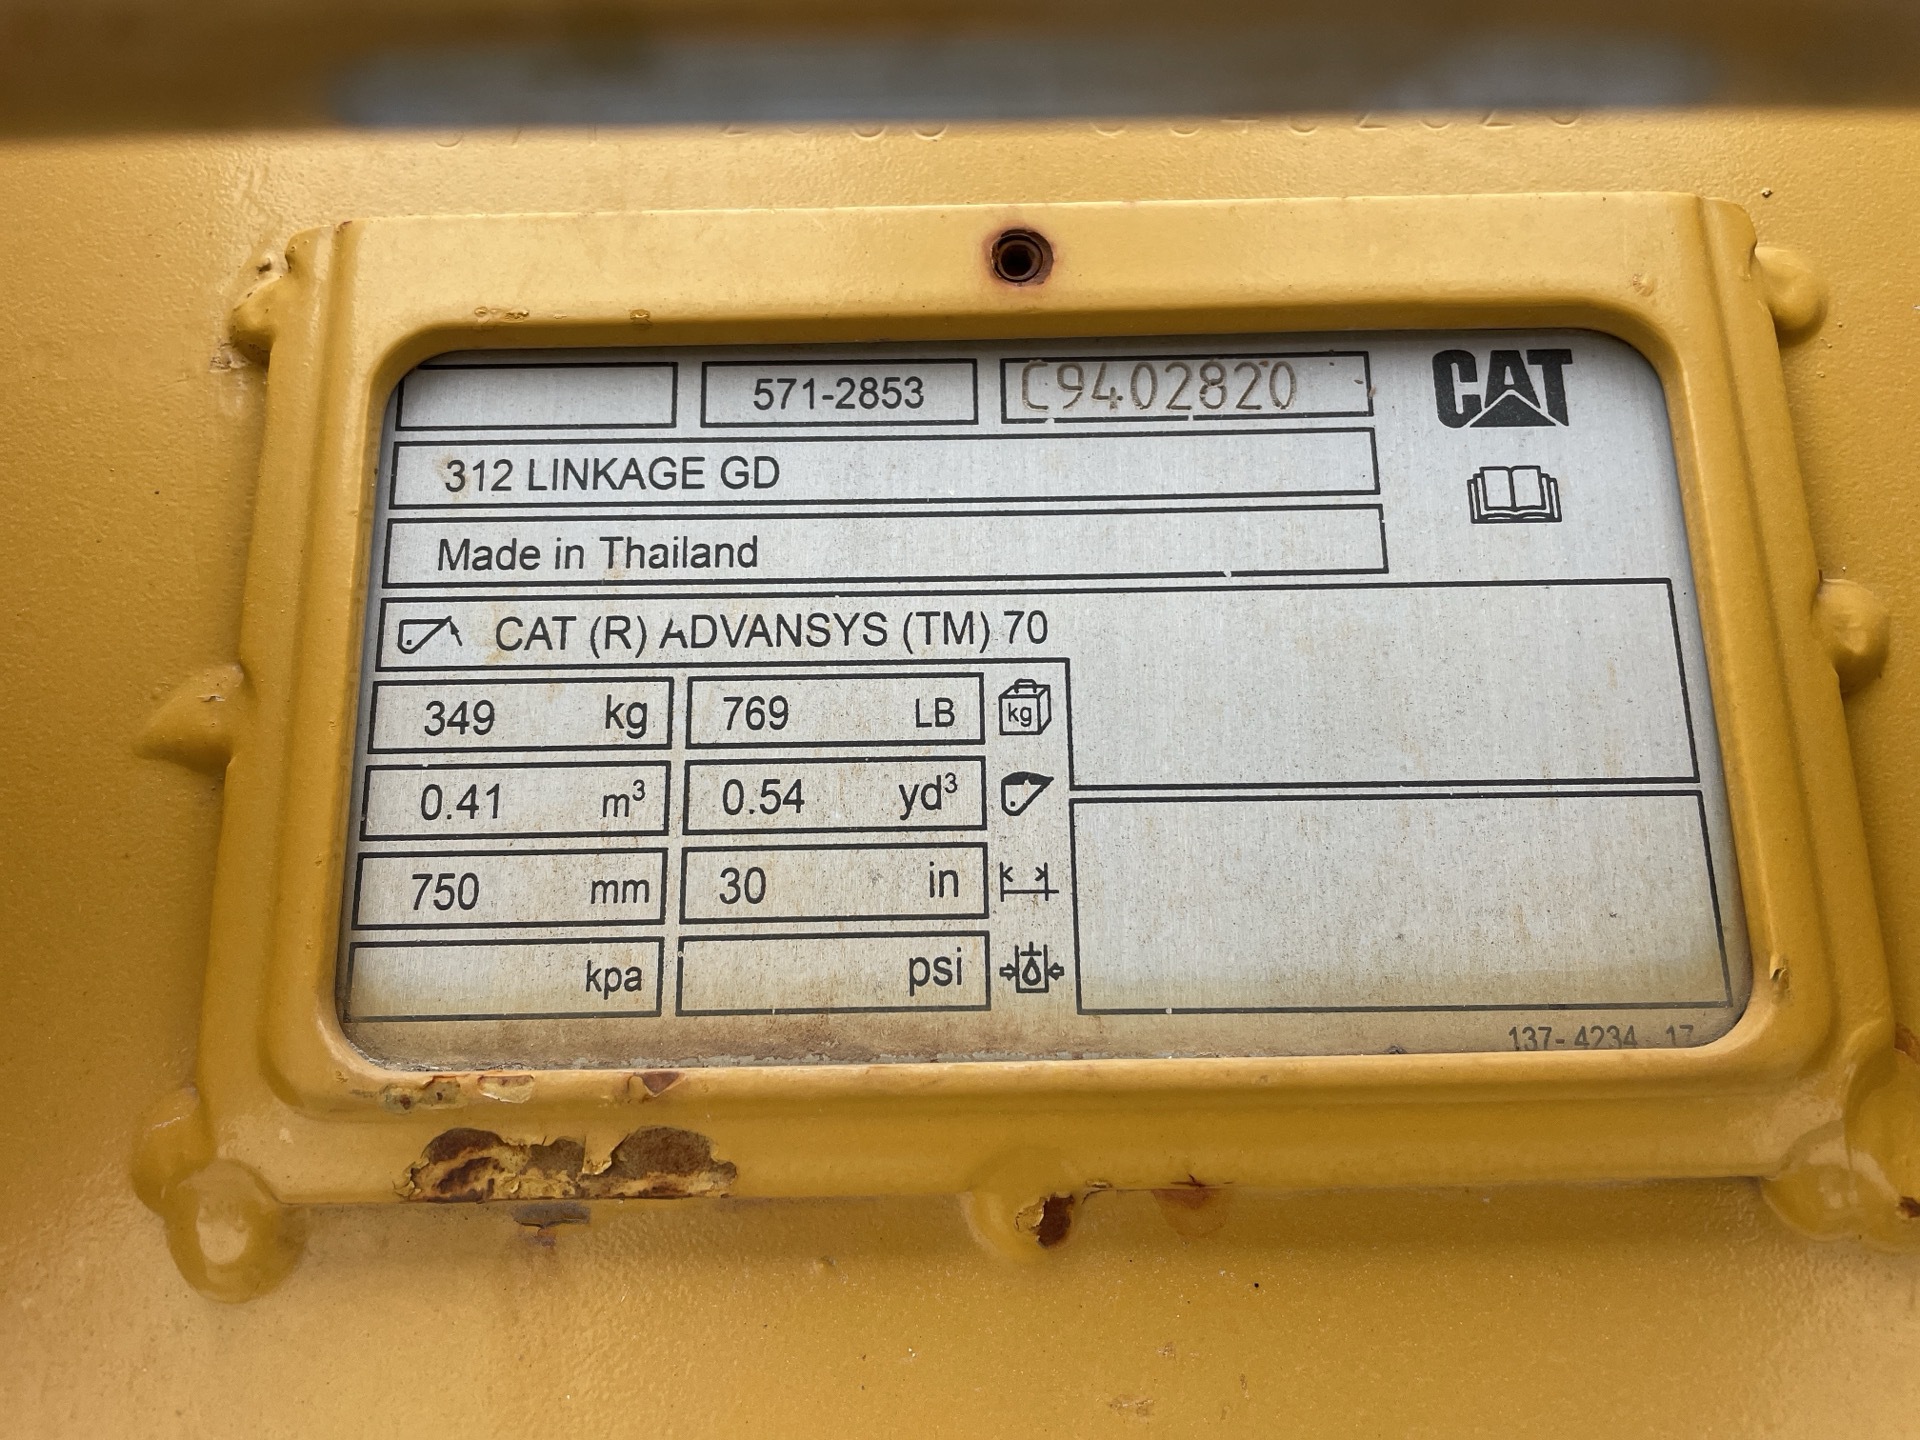 571-2853
C9402820
CAT
312 LINKAGE GD
Made in Thailand
CAT (R) ADVANSYS (TM) 70
349 kg 769 LB kg
0.41 m³ 0.54 yd³
750 mm 30 in
kpa psi
137-4234 17